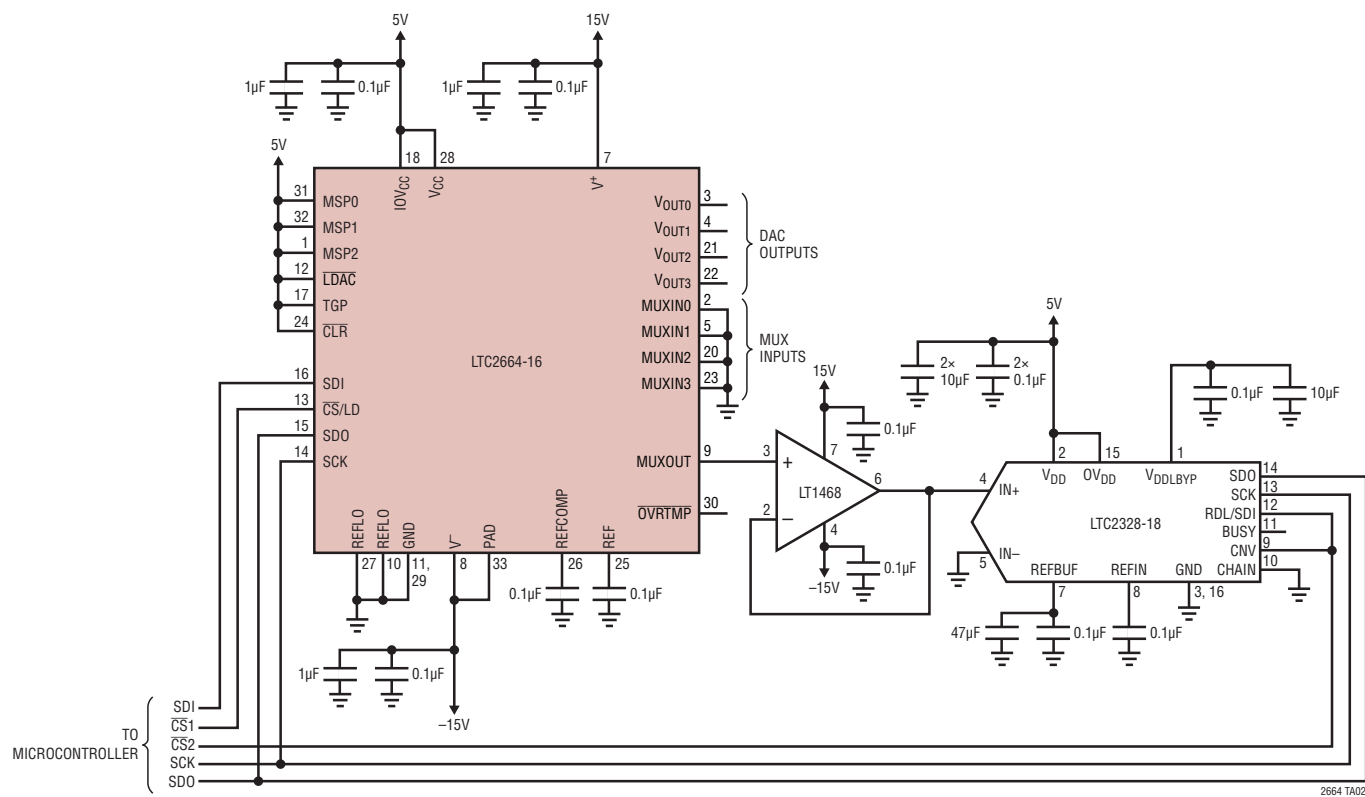 5V
15V
1µF
0.1µF
1µF
0.1µF
5V
18
28
7
IOVCC
VCC
V+
31
MSP0
32
MSP1
1
MSP2
12
LDAC
17
TGP
24
CLR
16
SDI
13
CS/LD
15
SDO
14
SCK
LTC2664-16
VOUT0
3
VOUT1
4
VOUT2
21
VOUT3
22
DAC
OUTPUTS
MUXIN0
2
MUXIN1
5
MUXIN2
20
MUXIN3
23
MUX
INPUTS
MUXOUT
9
OVRTMP
30
REFLO
REFLO
GND
V–
PAD
REFCOMP
REF
27
10
11,
29
8
33
26
25
0.1µF
0.1µF
1µF
0.1µF
–15V
15V
0.1µF
7
3
+
LT1468
6
2
–
4
0.1µF
–15V
5V
2×
10µF
2×
0.1µF
0.1µF
10µF
2
15
1
VDD
OVDD
VDDLBYP
4
IN+
5
IN–
LTC2328-18
SDO
14
SCK
13
RDL/SDI
12
BUSY
11
CNV
9
CHAIN
10
REFBUF
REFIN
GND
7
8
3, 16
47µF
0.1µF
0.1µF
TO
MICROCONTROLLER
SDI
CS1
CS2
SCK
SDO
2664 TA02